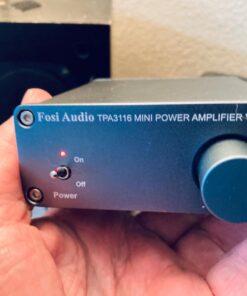 Fosi Audio TPA3116 MINI POWER AMPLIFIER V
On
Off
Power